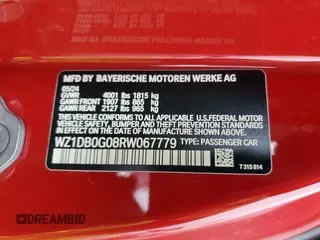 MFD BY BAYERISCHE MOTOREN WERKE AG
05/24
GVWR 4001 lbs 1815 kg
GAWR FRONT 1907 lbs 865 kg
GAWR REAR 2127 lbs 965 kg
THIS VEHICLE CONFORMS TO ALL APPLICABLE
U.S. FEDERAL MOTOR VEHICLE SAFETY, BUMPER,
AND THEFT PREVENTION STANDARDS IN EFFECT
ON THE DATE OF MANUFACTURE SHOWN ABOVE.
WZ1DB0G08RW067779 TYPE: PASSENGER CAR
7 315 814
DREAMBID